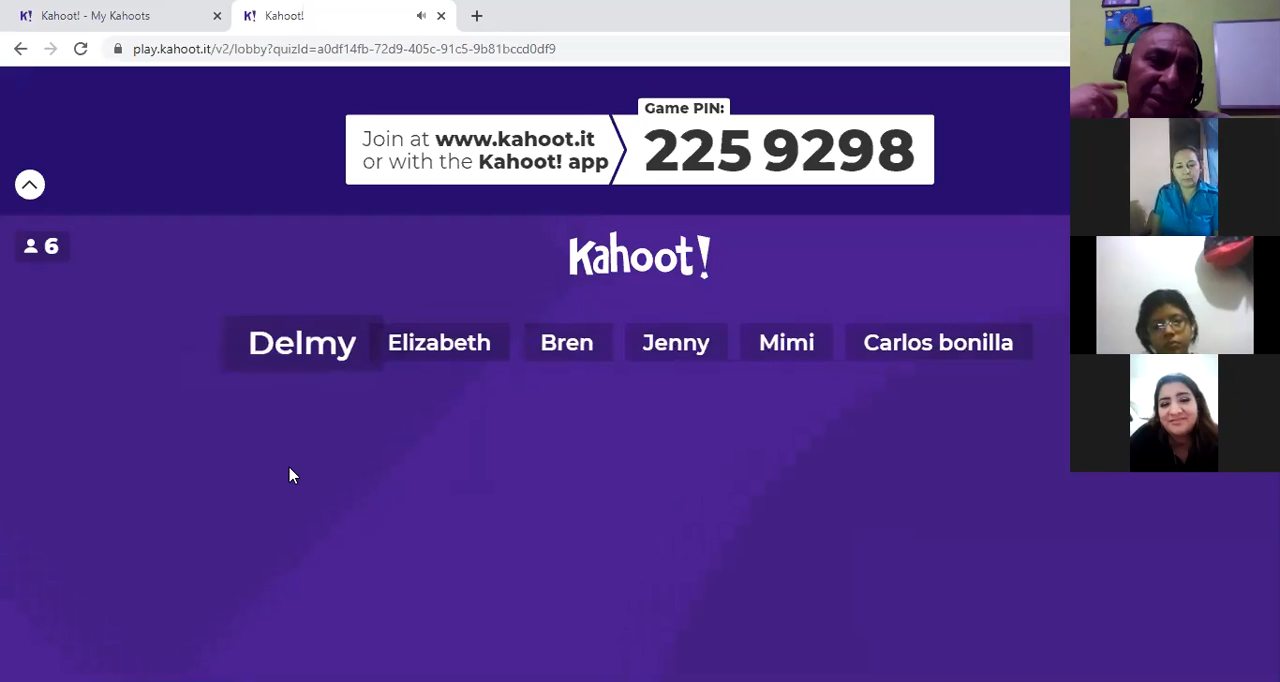 Kahoot! - My Kahoots
Kahoot!
play.kahoot.it/v2/lobby?quizId=a0df14fb-72d9-405c-91c5-9b81bccd0df9
Game PIN:
Join at www.kahoot.it
or with the Kahoot! app
225 9298
6
Kahoot!
Delmy Elizabeth Bren Jenny Mimi Carlos bonilla